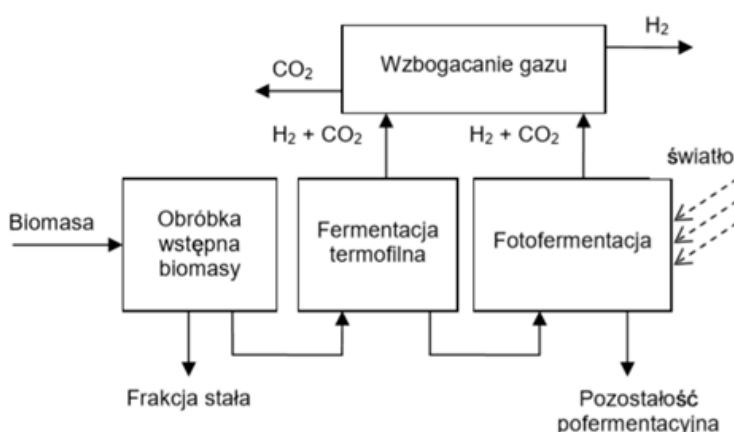 H₂
CO₂
Wzbogacanie gazu
H₂ + CO₂
H₂ + CO₂
światło
Biomasa
Obróbka
wstępna
biomasy
Fermentacja
termofilna
Fotofermentacja
Frakcja stała
Pozostałość
pofermentacyjna